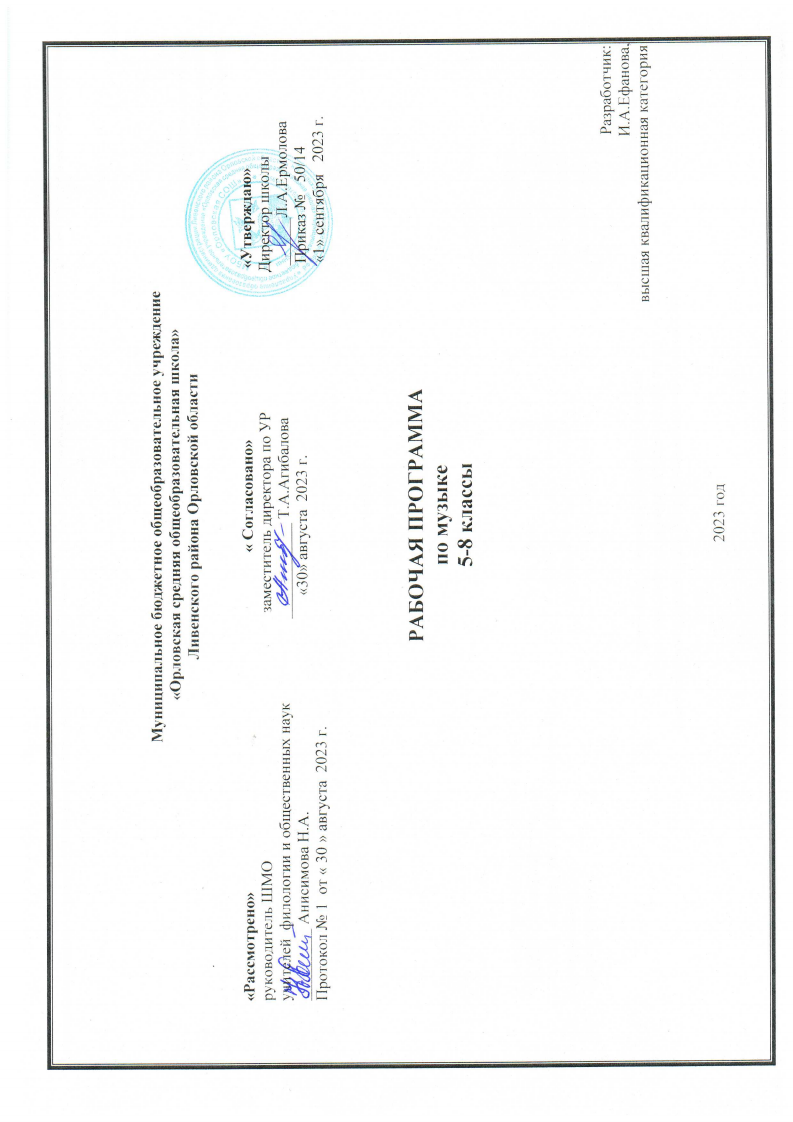 Муниципальное бюджетное общеобразовательное учреждение
«Орловская средняя общеобразовательная школа»
Ливенского района Орловской области
«Рассмотрено»
руководитель ШМО
учителей филологии и общественных наук
Анисимова Н.А.
Протокол № 1 от « 30 » августа 2023 г.
« Согласовано»
заместитель директора по УР
Т.А.Агибалова
«30» августа 2023 г.
«Утверждаю»
Директор школы
Л.А.Ермолова
Приказ № 50/14
«1» сентября 2023 г.
РАБОЧАЯ ПРОГРАММА
по музыке
5-8 классы
Разработчик:
И.А.Ефанова,
высшая квалификационная категория
2023 год